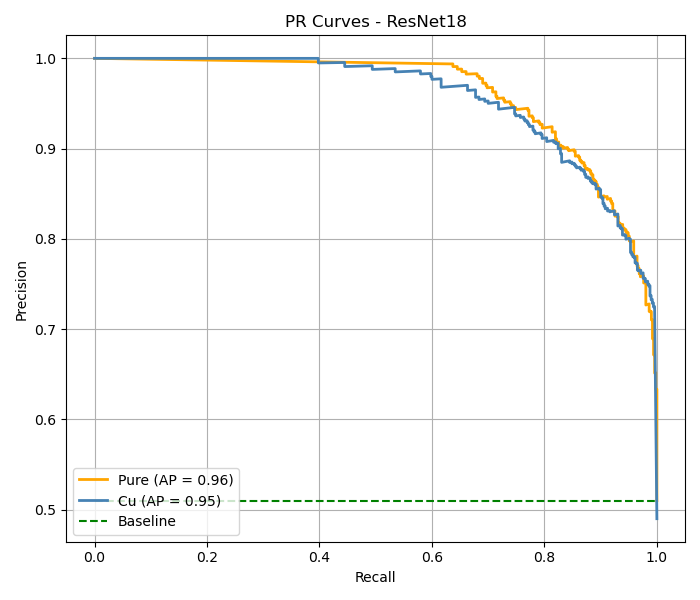 PR Curves - ResNet18
Precision
1.0
0.9
0.8
0.7
0.6
0.5
Pure (AP = 0.96)
Cu (AP = 0.95)
Baseline
0.0 0.2 0.4 0.6 0.8 1.0
Recall